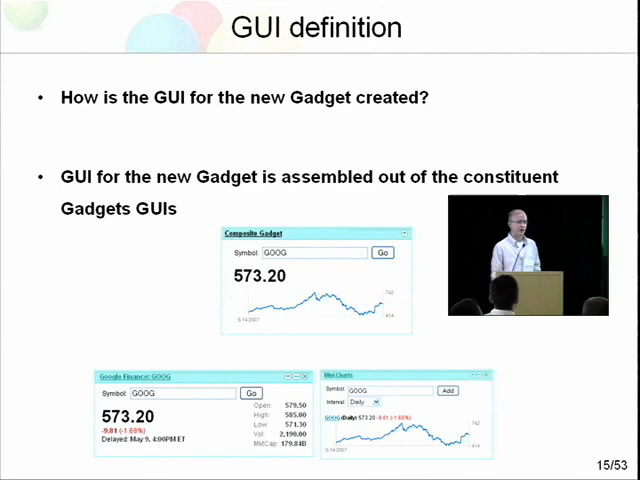 GUI definition
• How is the GUI for the new Gadget created?
• GUI for the new Gadget is assembled out of the constituent
Gadgets GUIs
Composite Gadget
Symbol: GOOG Go
573.20
742
414
5-14/2007
Google Finance: GOOG
Symbol: GOOG Go
573.20
-9.81 (-1.68%)
Delayed: May 9, 4:00PM ET
Open: 579.50
High: 585.00
Low: 571.30
Vol: 2,190.00
MktCap: 179.84B
Mini Charts
Symbol: GOOG Add
Interval: Daily
GOOG (Daily) 573.20 -9.81 (-1.68%)
742
414
5/14/2007
15/53